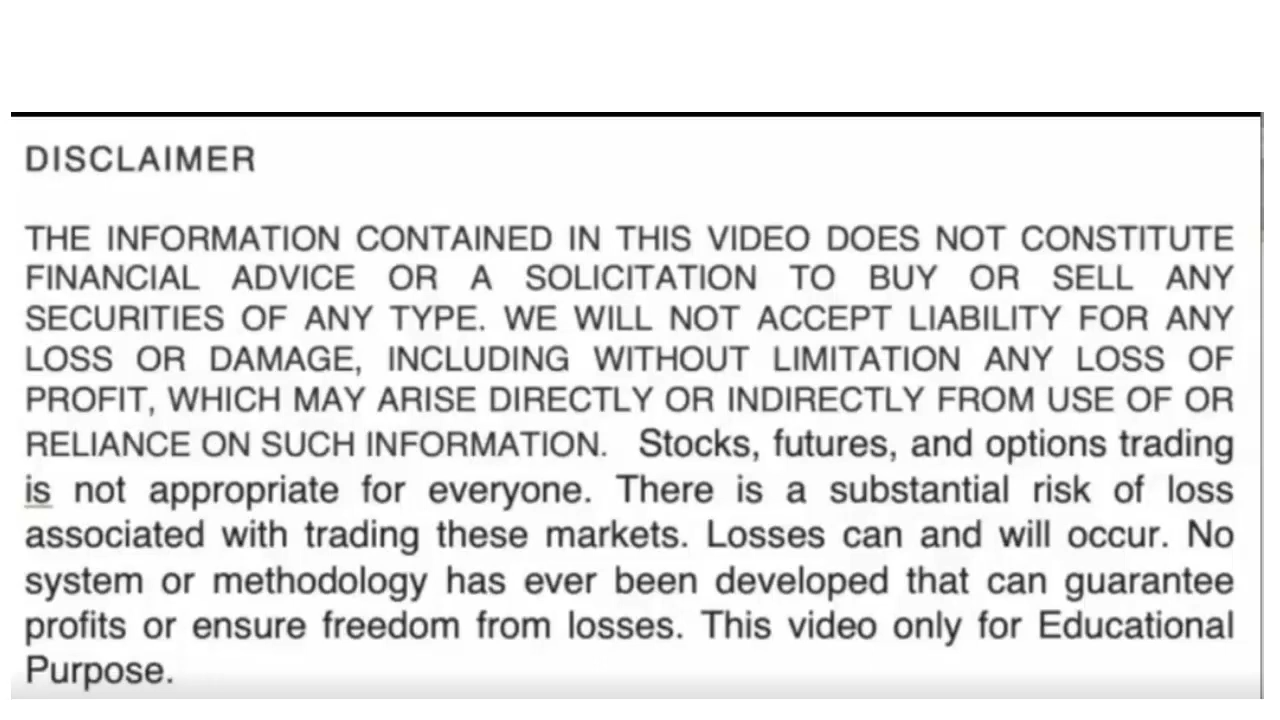 DISCLAIMER
THE INFORMATION CONTAINED IN THIS VIDEO DOES NOT CONSTITUTE
FINANCIAL ADVICE OR A SOLICITATION TO BUY OR SELL ANY
SECURITIES OF ANY TYPE. WE WILL NOT ACCEPT LIABILITY FOR ANY
LOSS OR DAMAGE, INCLUDING WITHOUT LIMITATION ANY LOSS OF
PROFIT, WHICH MAY ARISE DIRECTLY OR INDIRECTLY FROM USE OF OR
RELIANCE ON SUCH INFORMATION. Stocks, futures, and options trading
is not appropriate for everyone. There is a substantial risk of loss
associated with trading these markets. Losses can and will occur. No
system or methodology has ever been developed that can guarantee
profits or ensure freedom from losses. This video only for Educational
Purpose.